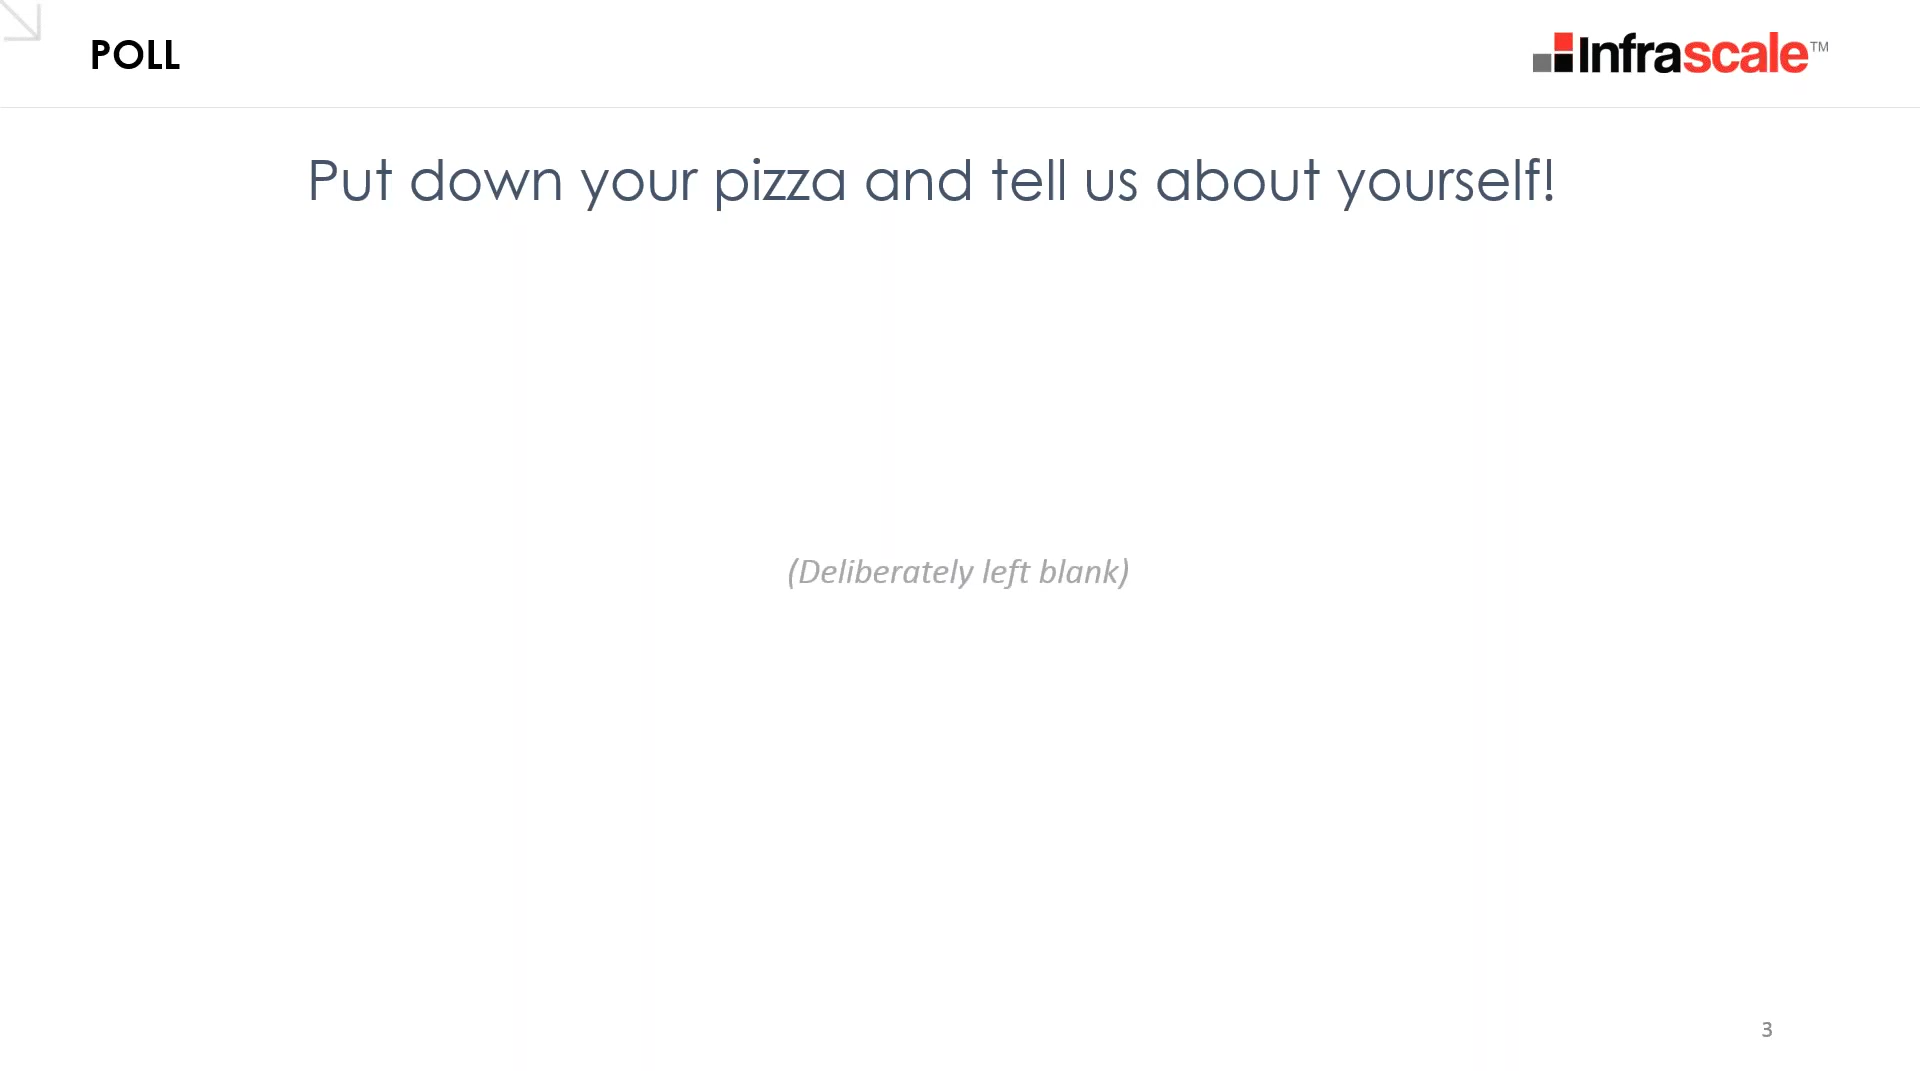 POLL
Infrascale™
Put down your pizza and tell us about yourself!
(Deliberately left blank)
3